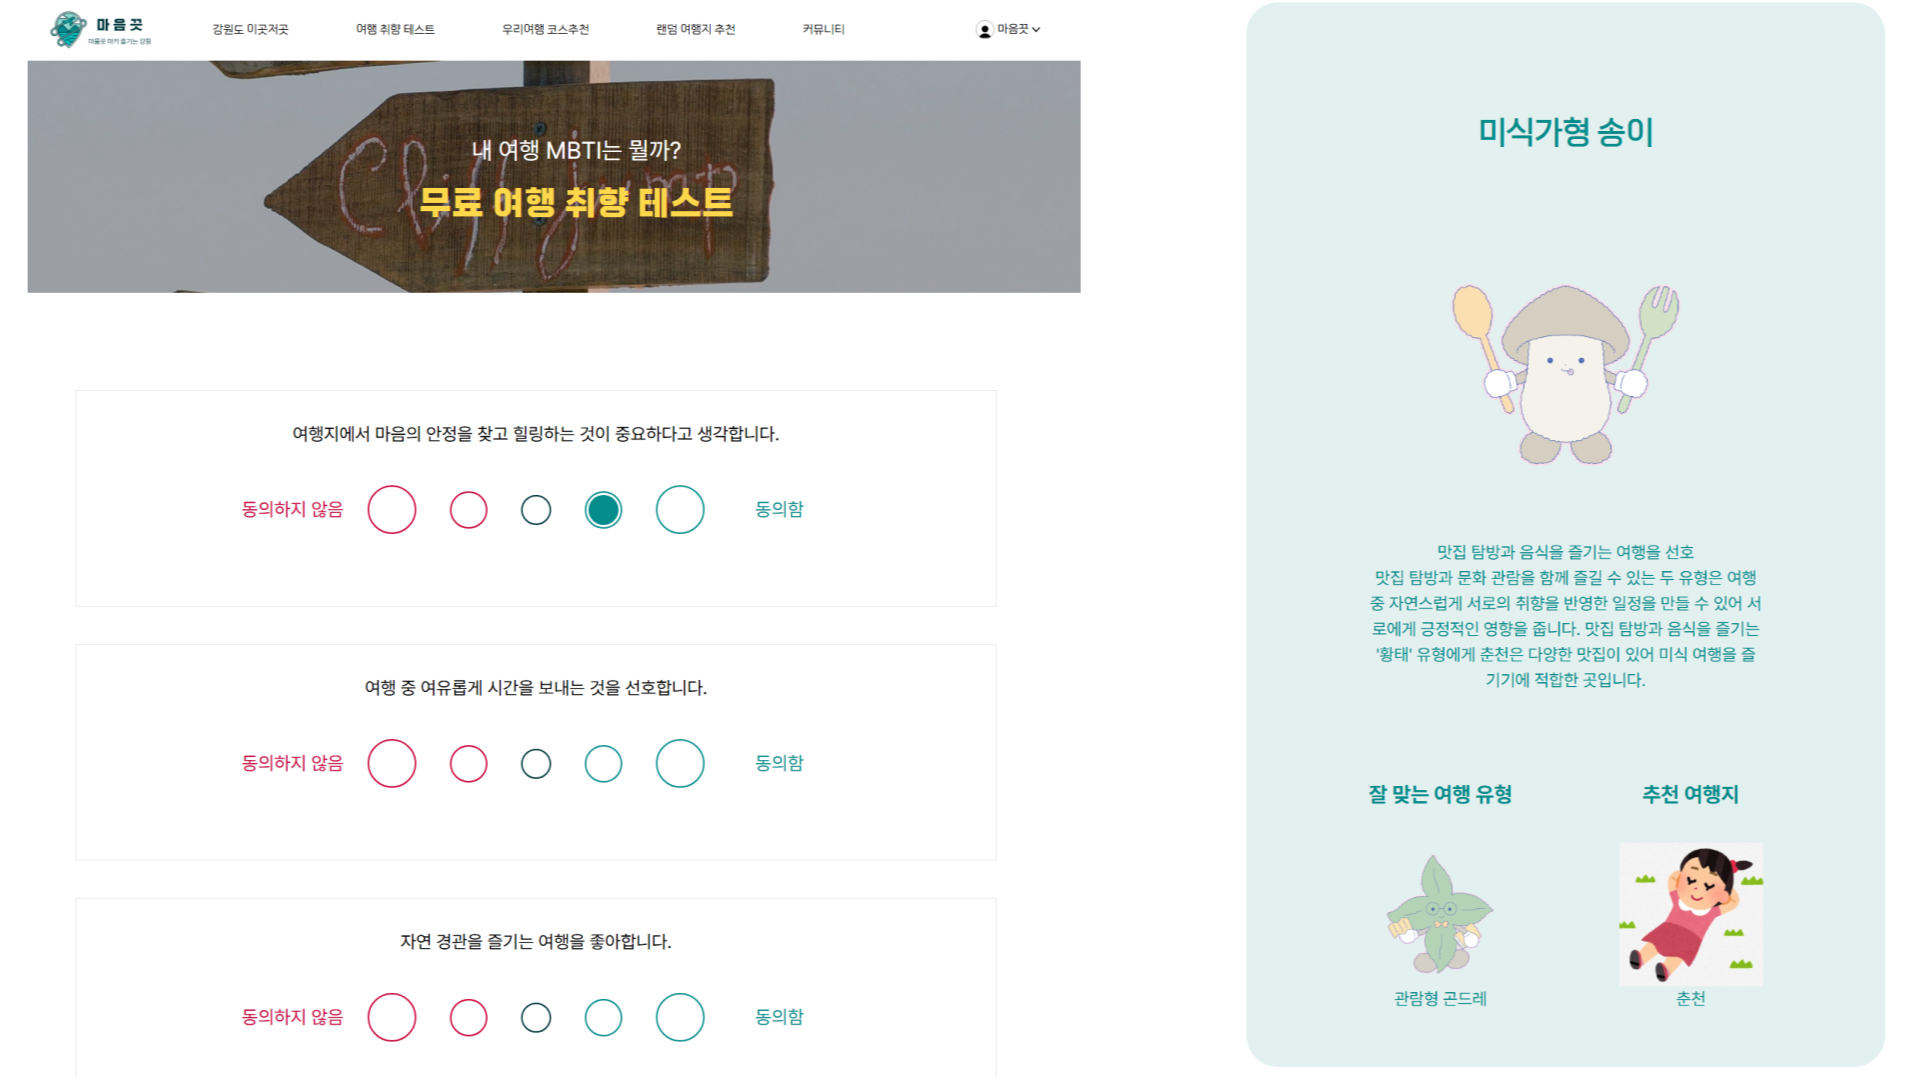 마음끗
마음끗 마카 즐기는 강원
강원도 이곳저곳
여행 취향 테스트
우리여행 코스추천
랜덤 여행지 추천
커뮤니티
마음끗
Cliff jump
내 여행 MBTI는 뭘까?
무료 여행 취향 테스트
여행지에서 마음의 안정을 찾고 힐링하는 것이 중요하다고 생각합니다.
동의하지 않음
동의함
여행 중 여유롭게 시간을 보내는 것을 선호합니다.
동의하지 않음
동의함
자연 경관을 즐기는 여행을 좋아합니다.
동의하지 않음
동의함
미식가형 송이
맛집 탐방과 음식을 즐기는 여행을 선호
맛집 탐방과 문화 관람을 함께 즐길 수 있는 두 유형은 여행
중 자연스럽게 서로의 취향을 반영한 일정을 만들 수 있어 서
로에게 긍정적인 영향을 줍니다. 맛집 탐방과 음식을 즐기는
'황태' 유형에게 춘천은 다양한 맛집이 있어 미식 여행을 즐
기기에 적합한 곳입니다.
잘 맞는 여행 유형
관람형 곤드레
추천 여행지
춘천